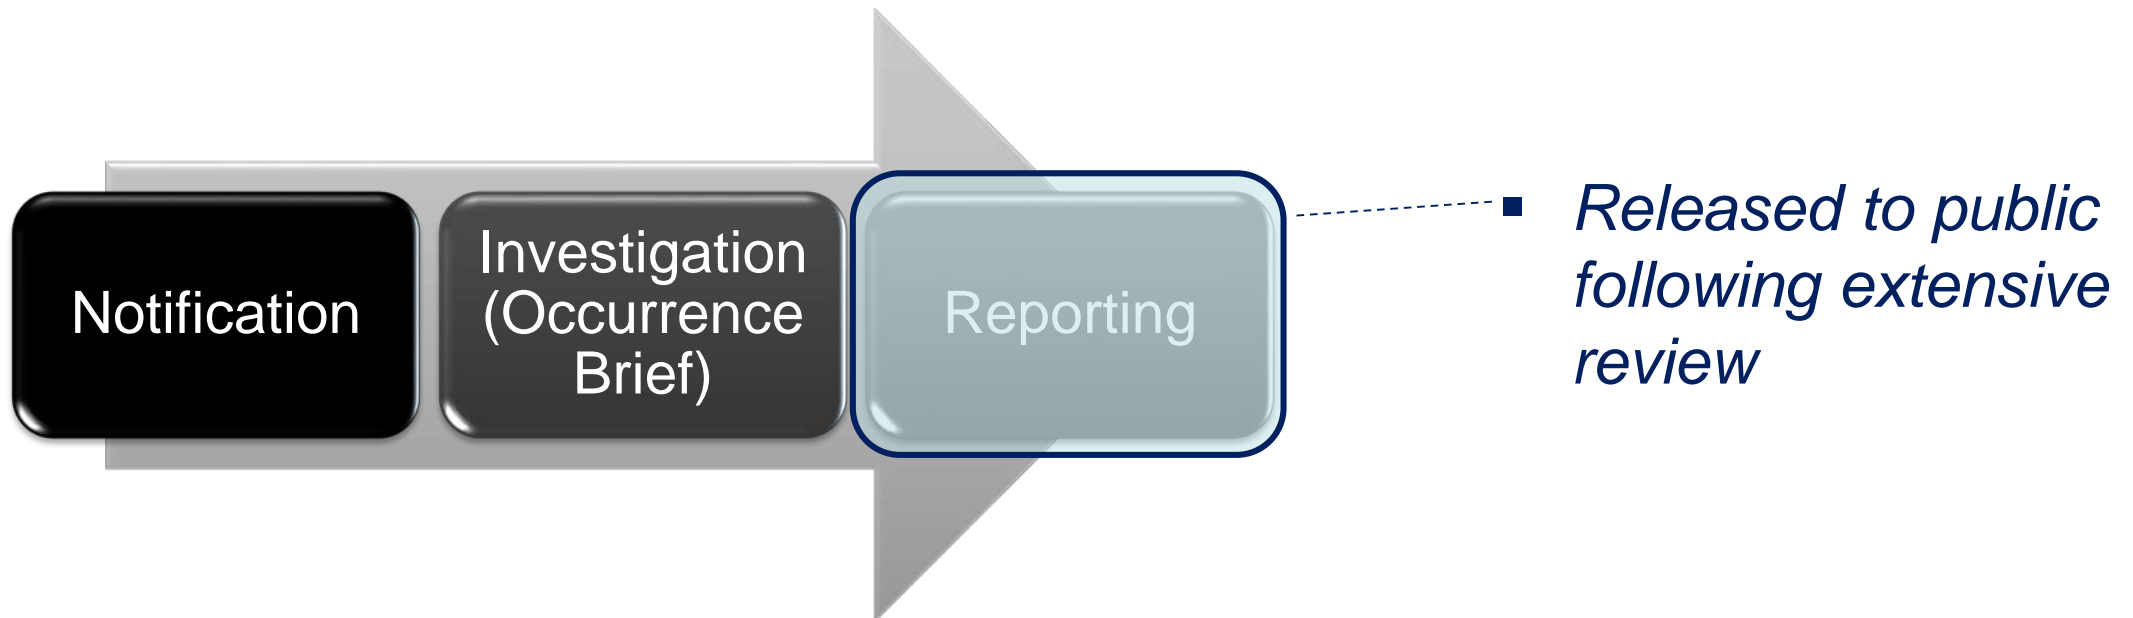 Notification
Investigation
(Occurrence
Brief)
Reporting
Released to public
following extensive
review